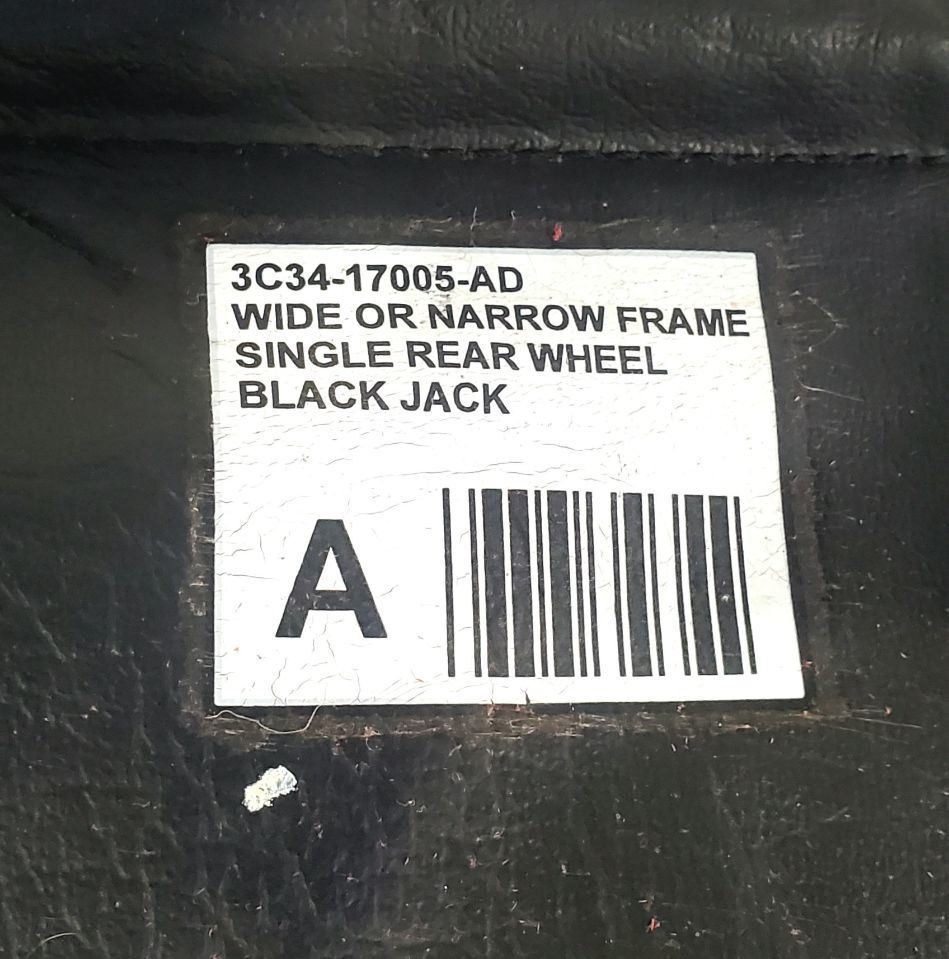 3C34-17005-AD
WIDE OR NARROW FRAME
SINGLE REAR WHEEL
BLACK JACK
A